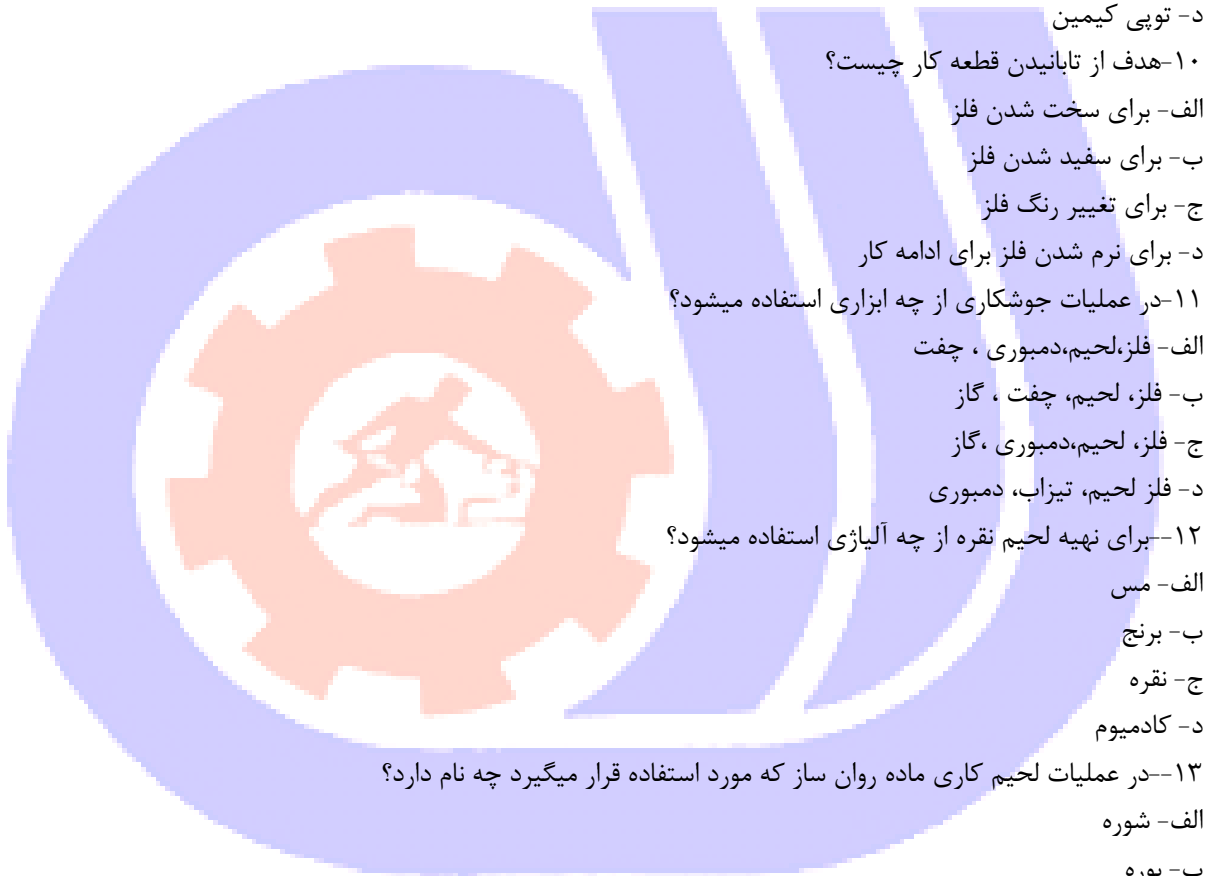 د- توپی کیمین
۱۰-هدف از تابانیدن قطعه کار چیست؟
الف- برای سخت شدن فلز
ب- برای سفید شدن فلز
ج- برای تغییر رنگ فلز
د- برای نرم شدن فلز برای ادامه کار
۱۱-در عملیات جوشکاری از چه ابزاری استفاده میشود؟
الف- فلز،لحیم،دمبوری ، چفت
ب- فلز، لحیم، چفت ، گاز
ج- فلز، لحیم،دمبوری ،گاز
د- فلز لحیم، تیزاب، دمبوری
۱۲--برای نهیه لحیم نقره از چه آلیاژی استفاده میشود؟
الف- مس
ب- برنج
ج- نقره
د- کادمیوم
۱۳--در عملیات لحیم کاری ماده روان ساز که مورد استفاده قرار میگیرد چه نام دارد؟
الف- شوره
ب- بوره